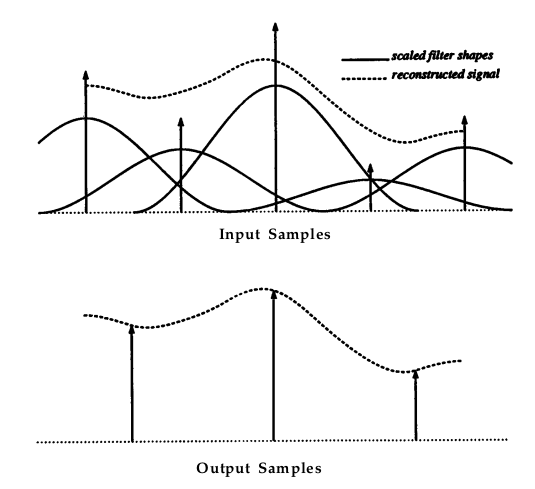 scaled filter shapes
reconstructed signal
Input Samples
Output Samples